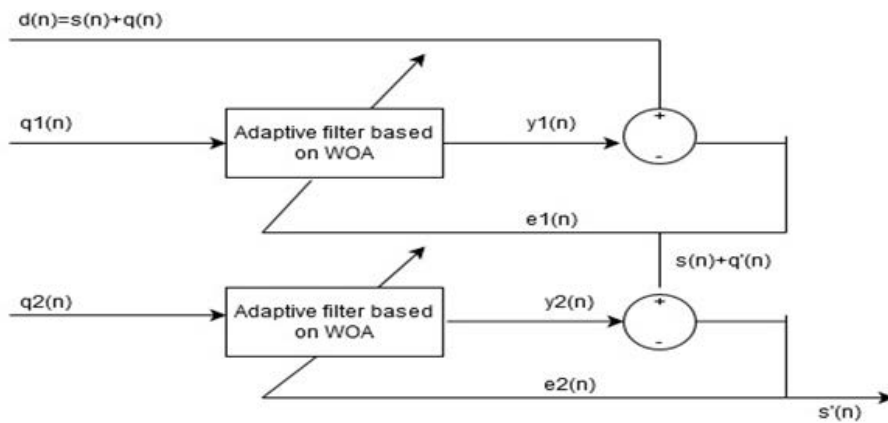 d(n)=s(n)+q(n)
q1(n)
Adaptive filter based
on WOA
y1(n)
+
-
e1(n)
s(n)+q'(n)
q2(n)
Adaptive filter based
on WOA
y2(n)
+
-
e2(n)
s'(n)